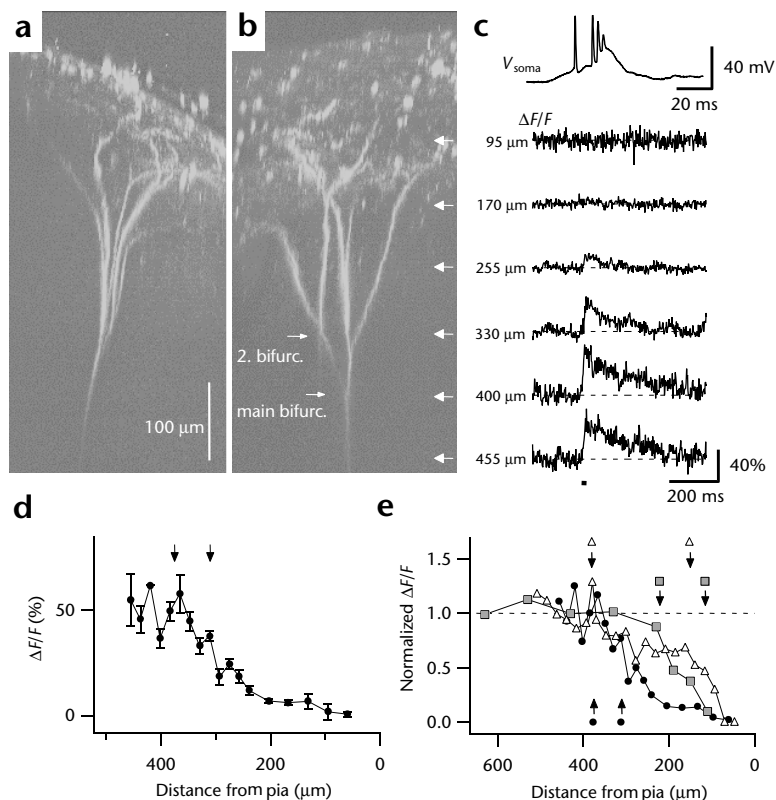 a
b
c
V soma
40 mV
20 ms
ΔF/F
95 µm
170 µm
255 µm
330 µm
400 µm
455 µm
40%
200 ms
2. bifurc.
main bifurc.
100 µm
d
ΔF/F (%)
50
0
400
200
0
Distance from pia (µm)
e
Normalized ΔF/F
1.5
1.0
0.5
0.0
600
400
200
0
Distance from pia (µm)